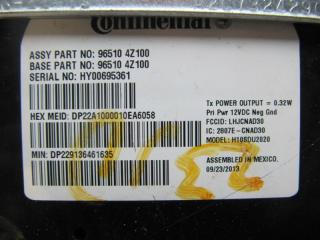 Continental
ASSY PART NO: 96510 4Z100
BASE PART NO: 96510 4Z100
SERIAL NO: HY00695361
HEX MEID: DP22A1000010EA6058
MIN: DP229136461635
Tx POWER OUTPUT = 0.32W
Pri Pwr 12VDC Neg Gnd
FCCID: LHJCNAD30
IC: 2807E-CNAD30
MODEL: H10SDU2020
ASSEMBLED IN MEXICO.
09/23/2013